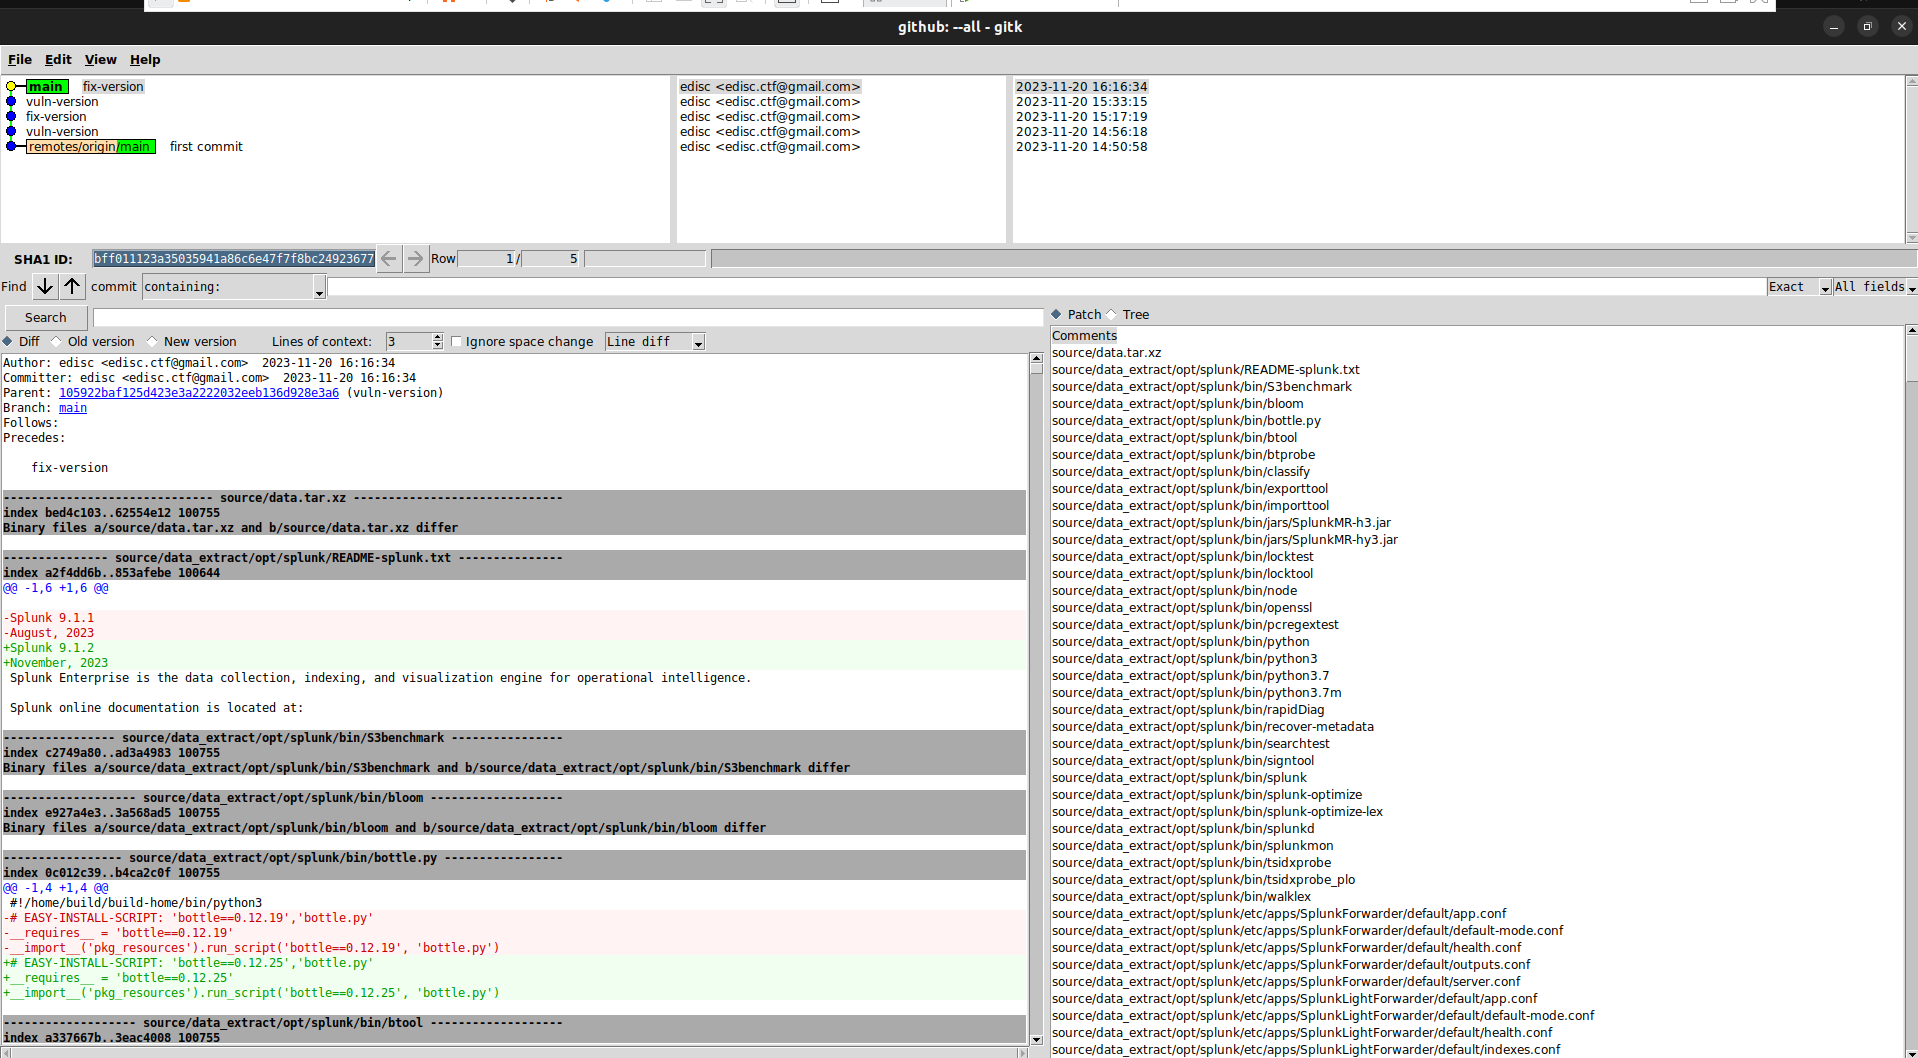 github: --all - gitk
File Edit View Help
main fix-version edisc <edisc.ctf@gmail.com> 2023-11-20 16:16:34
vuln-version edisc <edisc.ctf@gmail.com> 2023-11-20 15:33:15
fix-version edisc <edisc.ctf@gmail.com> 2023-11-20 15:17:19
vuln-version edisc <edisc.ctf@gmail.com> 2023-11-20 14:56:18
remotes/origin/main first commit edisc <edisc.ctf@gmail.com> 2023-11-20 14:50:58
SHA1 ID: bff011123a35035941a86c6e47f7f8bc24923677 Row 1 / 5
Find commit containing: Exact All fields
Search
Diff Old version New version Lines of context: 3 Ignore space change Line diff
Author: edisc <edisc.ctf@gmail.com>  2023-11-20 16:16:34
Committer: edisc <edisc.ctf@gmail.com>  2023-11-20 16:16:34
Parent: 105922baf125d423e3a2222032eeb136d928e3a6 (vuln-version)
Branch: main
Follows:
Precedes:
fix-version
------------------------------ source/data.tar.xz ------------------------------
index bed4c103..62554e12 100755
Binary files a/source/data.tar.xz and b/source/data.tar.xz differ
--------------- source/data_extract/opt/splunk/README-splunk.txt ---------------
index a2f4dd6b..853afebe 100644
@@ -1,6 +1,6 @@
-Splunk 9.1.1
-August, 2023
+Splunk 9.1.2
+November, 2023
Splunk Enterprise is the data collection, indexing, and visualization engine for operational intelligence.
Splunk online documentation is located at:
---------------- source/data_extract/opt/splunk/bin/S3benchmark ----------------
index c2749a80..ad3a4983 100755
Binary files a/source/data_extract/opt/splunk/bin/S3benchmark and b/source/data_extract/opt/splunk/bin/S3benchmark differ
------------------- source/data_extract/opt/splunk/bin/bloom -------------------
index e927a4e3..3a568ad5 100755
Binary files a/source/data_extract/opt/splunk/bin/bloom and b/source/data_extract/opt/splunk/bin/bloom differ
----------------- source/data_extract/opt/splunk/bin/bottle.py -----------------
index 0c012c39..b4ca2c0f 100755
@@ -1,4 +1,4 @@
#!/home/build/build-home/bin/python3
-# EASY-INSTALL-SCRIPT: 'bottle==0.12.19','bottle.py'
-__requires__ = 'bottle==0.12.19'
-__import__('pkg_resources').run_script('bottle==0.12.19', 'bottle.py')
+# EASY-INSTALL-SCRIPT: 'bottle==0.12.25','bottle.py'
+__requires__ = 'bottle==0.12.25'
+__import__('pkg_resources').run_script('bottle==0.12.25', 'bottle.py')
------------------- source/data_extract/opt/splunk/bin/btool -------------------
index a337667b..3eac4008 100755
Patch Tree
Comments
source/data.tar.xz
source/data_extract/opt/splunk/README-splunk.txt
source/data_extract/opt/splunk/bin/S3benchmark
source/data_extract/opt/splunk/bin/bloom
source/data_extract/opt/splunk/bin/bottle.py
source/data_extract/opt/splunk/bin/btool
source/data_extract/opt/splunk/bin/btprobe
source/data_extract/opt/splunk/bin/classify
source/data_extract/opt/splunk/bin/exporttool
source/data_extract/opt/splunk/bin/importtool
source/data_extract/opt/splunk/bin/jars/SplunkMR-h3.jar
source/data_extract/opt/splunk/bin/jars/SplunkMR-hy3.jar
source/data_extract/opt/splunk/bin/locktest
source/data_extract/opt/splunk/bin/locktool
source/data_extract/opt/splunk/bin/node
source/data_extract/opt/splunk/bin/openssl
source/data_extract/opt/splunk/bin/pcregextest
source/data_extract/opt/splunk/bin/python
source/data_extract/opt/splunk/bin/python3
source/data_extract/opt/splunk/bin/python3.7
source/data_extract/opt/splunk/bin/python3.7m
source/data_extract/opt/splunk/bin/rapidDiag
source/data_extract/opt/splunk/bin/recover-metadata
source/data_extract/opt/splunk/bin/searchtest
source/data_extract/opt/splunk/bin/signtool
source/data_extract/opt/splunk/bin/splunk
source/data_extract/opt/splunk/bin/splunk-optimize
source/data_extract/opt/splunk/bin/splunk-optimize-lex
source/data_extract/opt/splunk/bin/splunkd
source/data_extract/opt/splunk/bin/splunkmon
source/data_extract/opt/splunk/bin/tsidxprobe
source/data_extract/opt/splunk/bin/tsidxprobe_plo
source/data_extract/opt/splunk/bin/walklex
source/data_extract/opt/splunk/etc/apps/SplunkForwarder/default/app.conf
source/data_extract/opt/splunk/etc/apps/SplunkForwarder/default/default-mode.conf
source/data_extract/opt/splunk/etc/apps/SplunkForwarder/default/health.conf
source/data_extract/opt/splunk/etc/apps/SplunkForwarder/default/outputs.conf
source/data_extract/opt/splunk/etc/apps/SplunkForwarder/default/server.conf
source/data_extract/opt/splunk/etc/apps/SplunkLightForwarder/default/app.conf
source/data_extract/opt/splunk/etc/apps/SplunkLightForwarder/default/default-mode.conf
source/data_extract/opt/splunk/etc/apps/SplunkLightForwarder/default/health.conf
source/data_extract/opt/splunk/etc/apps/SplunkLightForwarder/default/indexes.conf